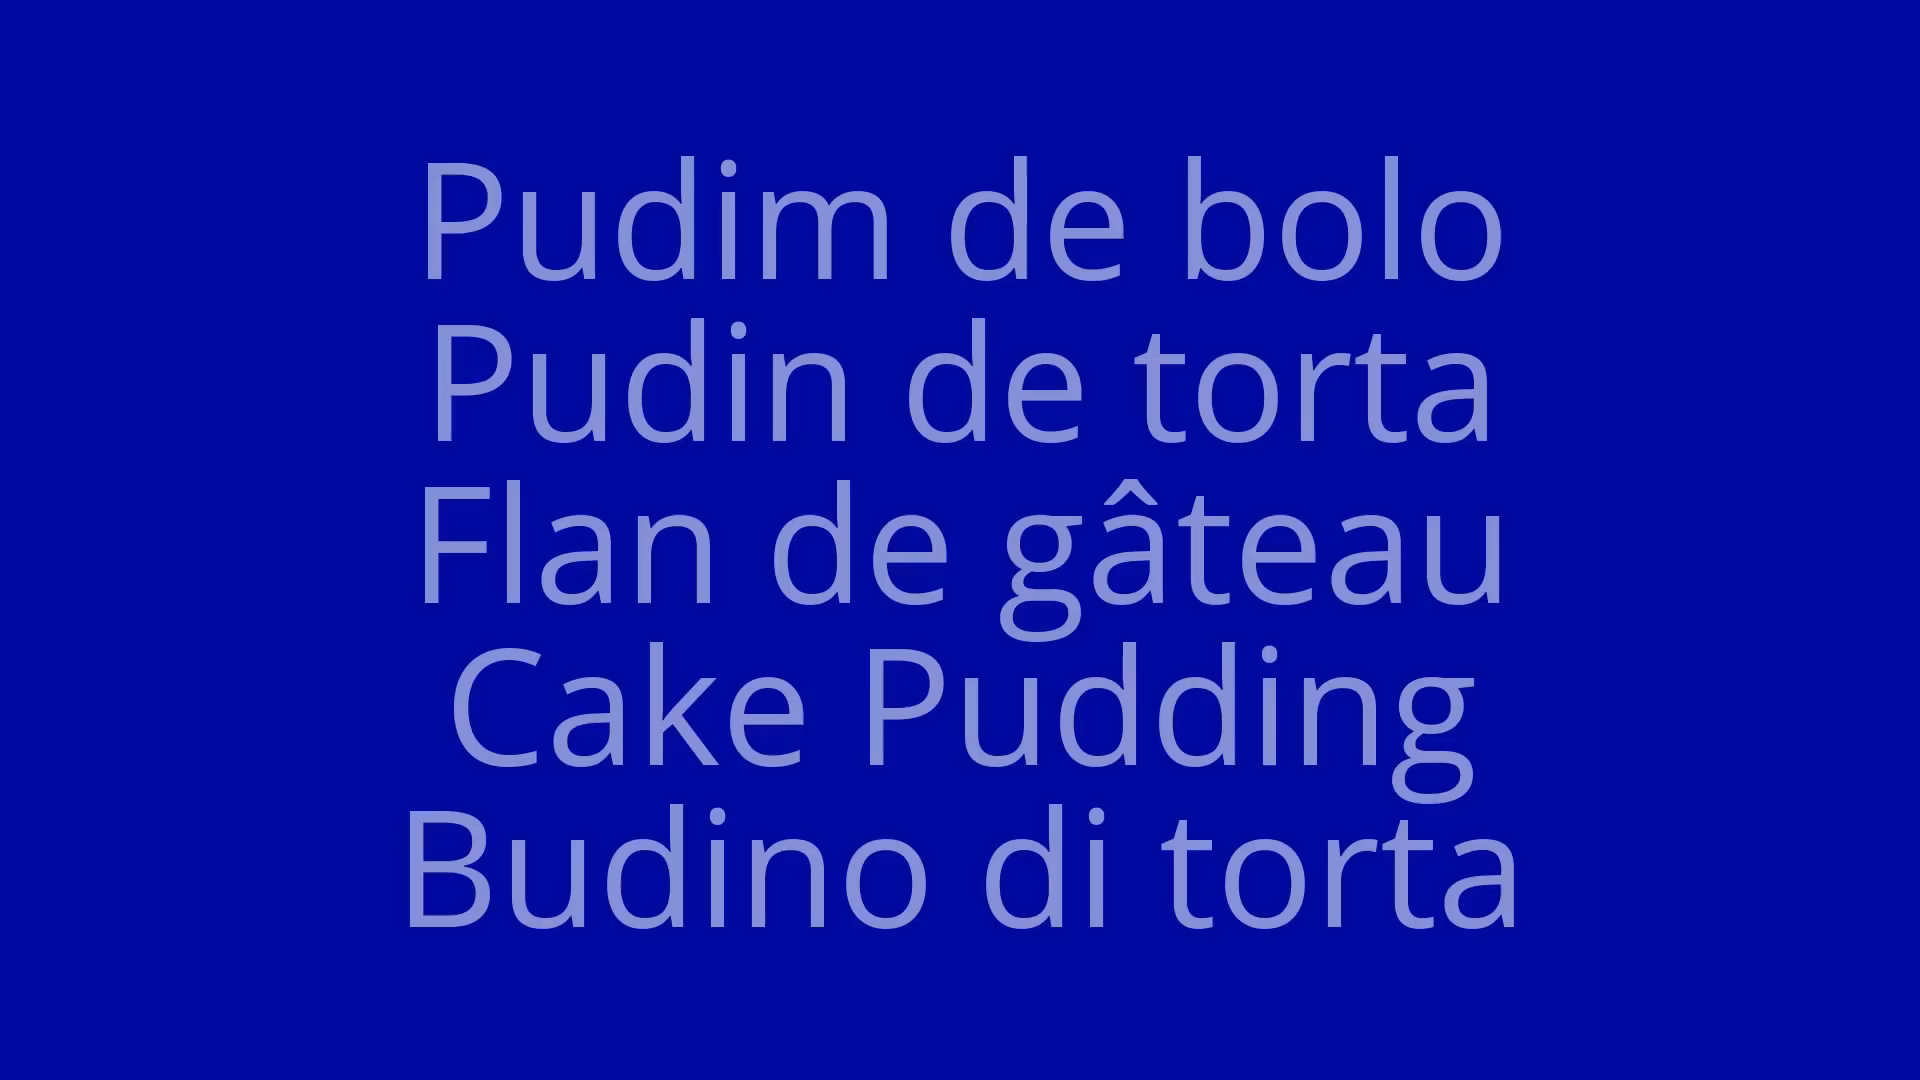 Pudim de bolo
Pudin de torta
Flan de gâteau
Cake Pudding
Budino di torta